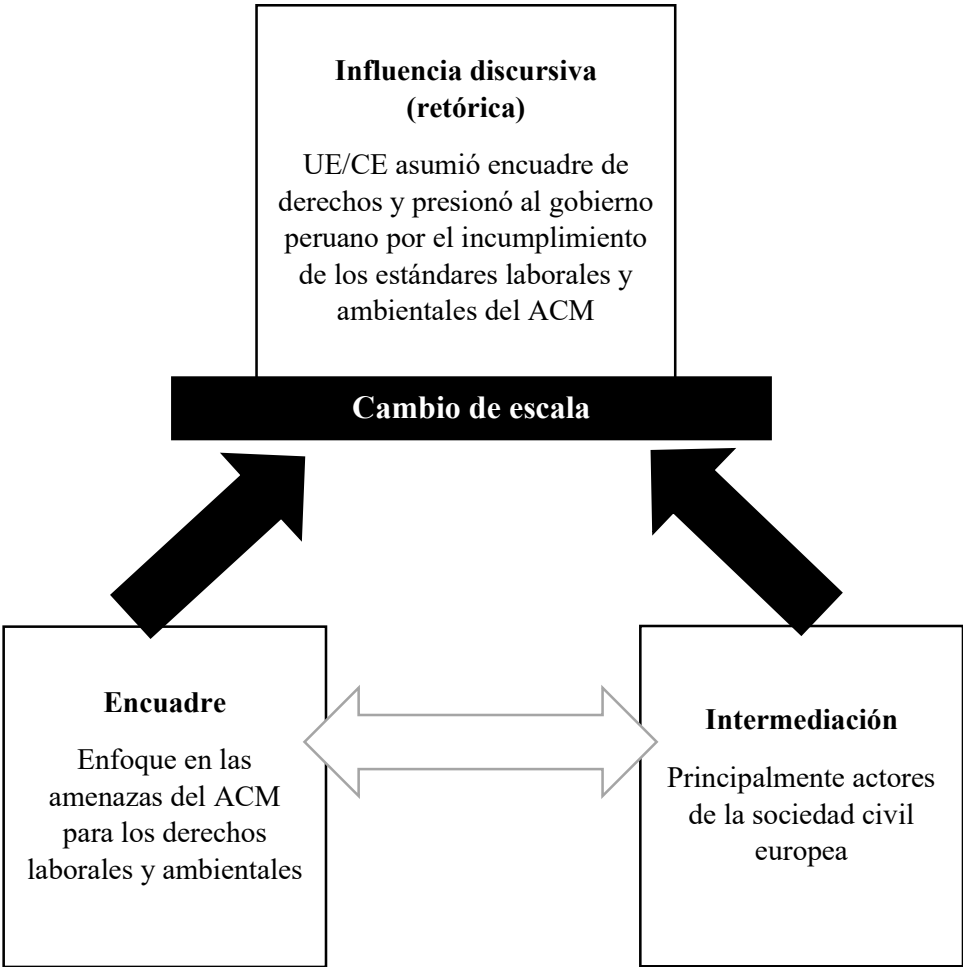 Influencia discursiva
(retórica)
UE/CE asumió encuadre de
derechos y presionó al gobierno
peruano por el incumplimiento
de los estándares laborales y
ambientales del ACM
Cambio de escala
Encuadre
Enfoque en las
amenazas del ACM
para los derechos
laborales y ambientales
Intermediación
Principalmente actores
de la sociedad civil
europea